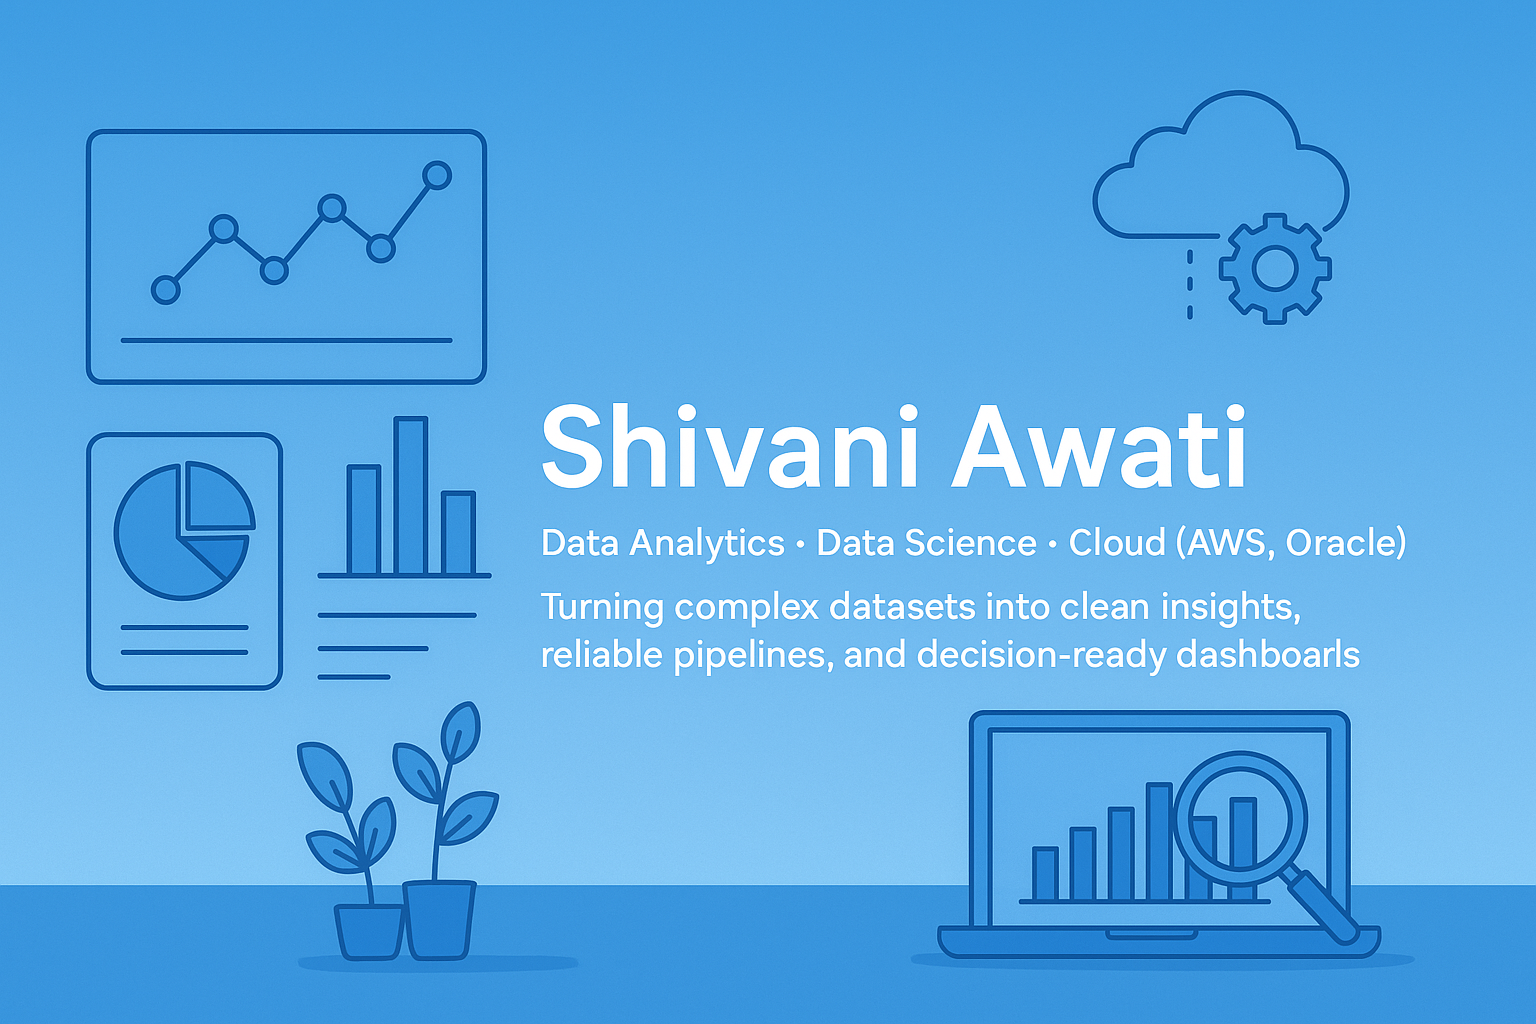 Shivani Awati
Data Analytics • Data Science • Cloud (AWS, Oracle)
Turning complex datasets into clean insights,
reliable pipelines, and decision-ready dashboarls